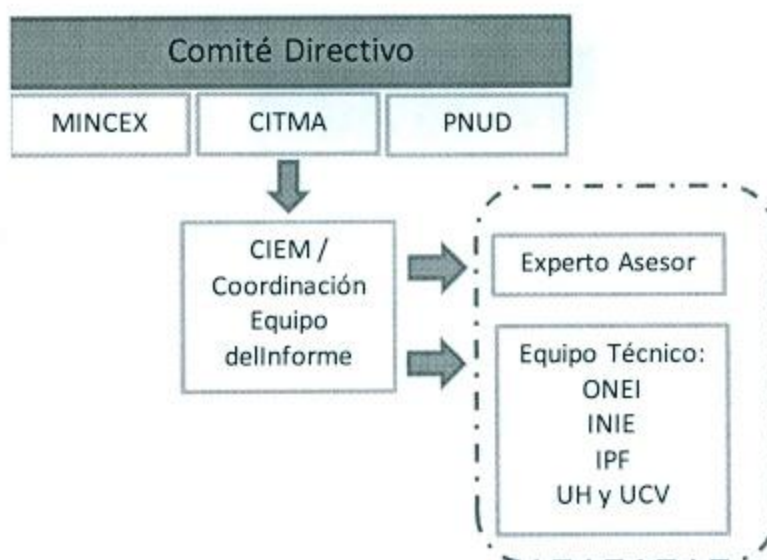 Comité Directivo
MINCEX
CITMA
PNUD
CIEM /
Coordinación
Equipo
delInforme
Experto Asesor
Equipo Técnico:
ONEI
INIE
IPF
UH y UCV